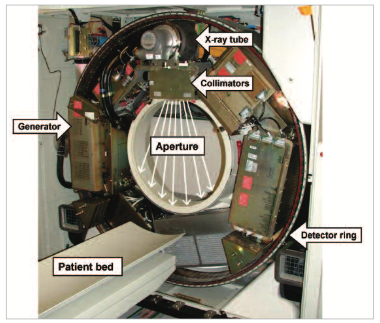 X-ray tube
Collimators
Generator
Aperture
Detector ring
Patient bed